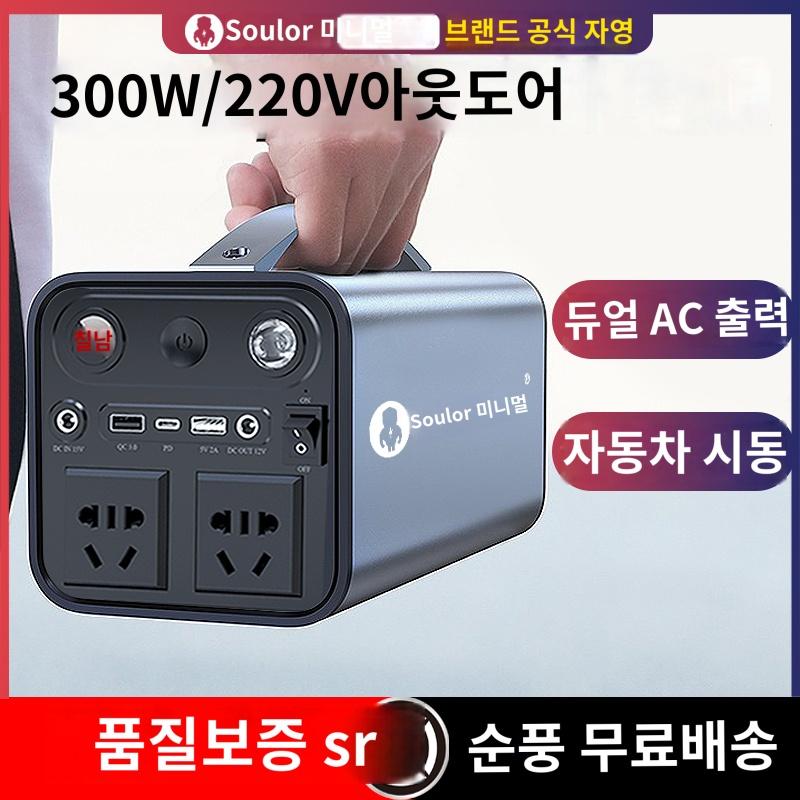 Soulor 미니멀 브랜드 공식 자영
300W/220V아웃도어
듀얼 AC 출력
칠남
ON
DC IN 15V QC 3.0 PD 5V 2A DC OUT 12V
OFF
Soulor 미니멀
자동차 시동
품질보증 sr
순풍 무료배송